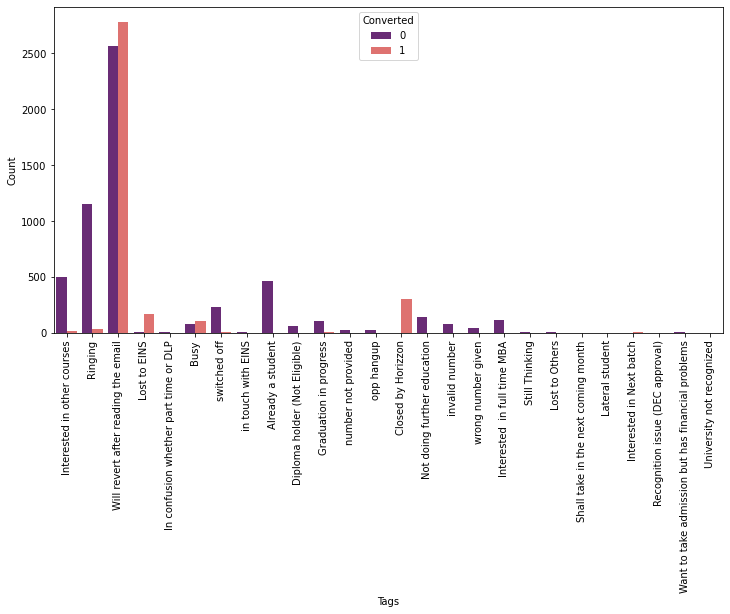 Converted
0
1
2500
2000
1500
1000
500
0
Count
Interested in other courses
Ringing
Will revert after reading the email
Lost to EINS
In confusion whether part time or DLP
Busy
switched off
in touch with EINS
Already a student
Diploma holder (Not Eligible)
Graduation in progress
number not provided
opp hangup
Closed by Horizzon
Not doing further education
invalid number
wrong number given
Interested  in full time MBA
Still Thinking
Lost to Others
Shall take in the next coming month
Lateral student
Interested in Next batch
Recognition issue (DEC approval)
Want to take admission but has financial problems
University not recognized
Tags